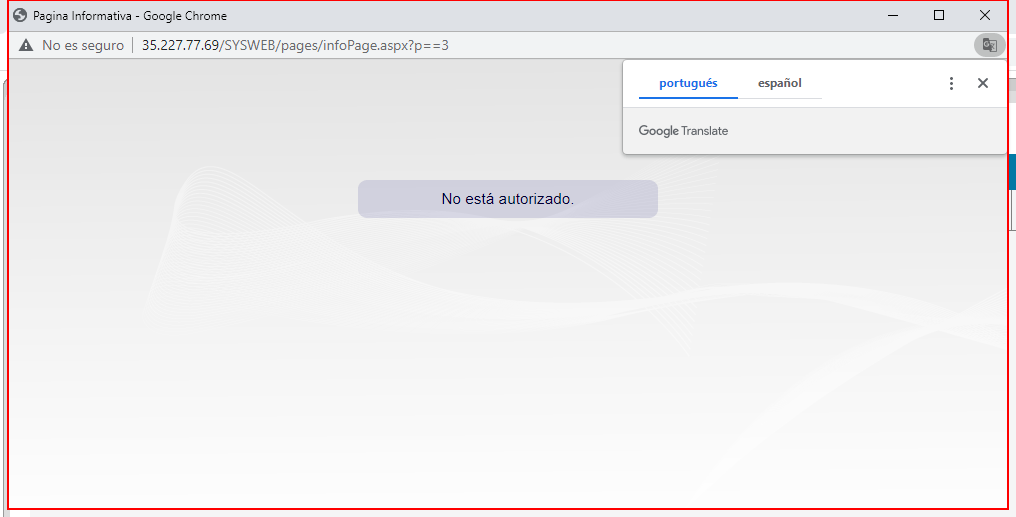 Pagina Informativa - Google Chrome
No es seguro
35.227.77.69/SYSWEB/pages/infoPage.aspx?p==3
portugués
español
Google Translate
No está autorizado.